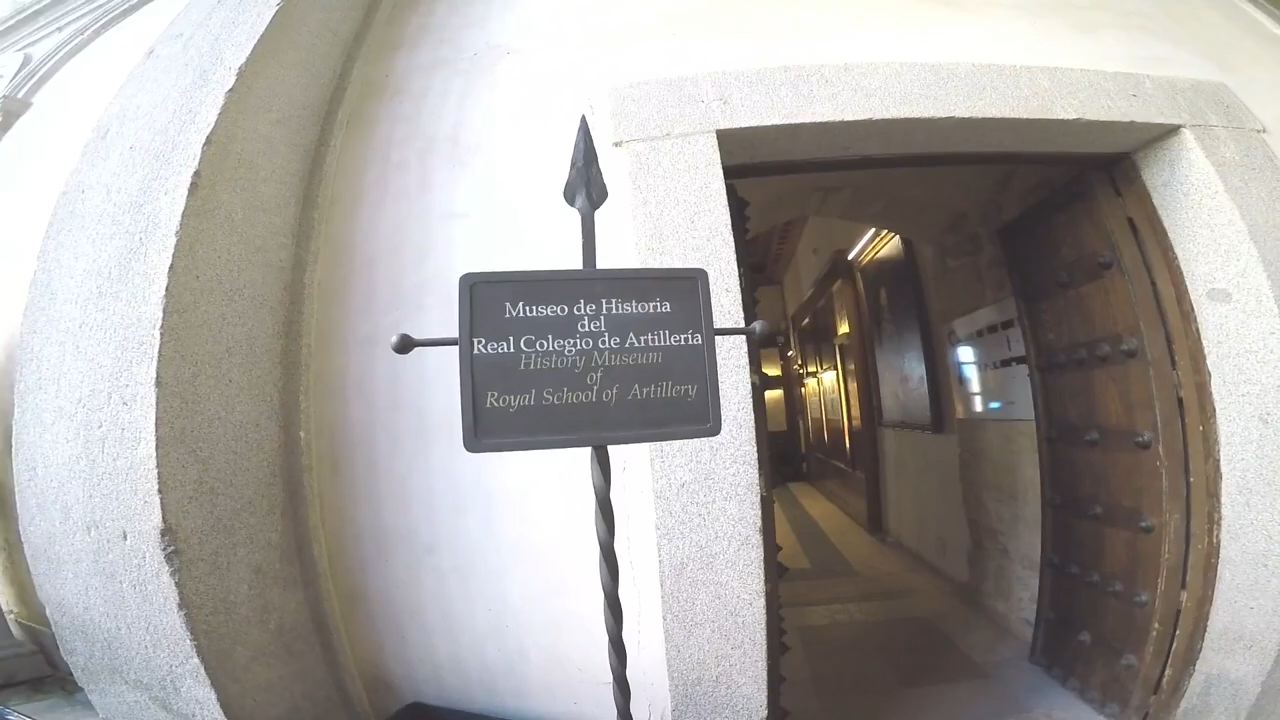 Museo de Historia
del
Real Colegio de Artillería
History Museum
of
Royal School of Artillery